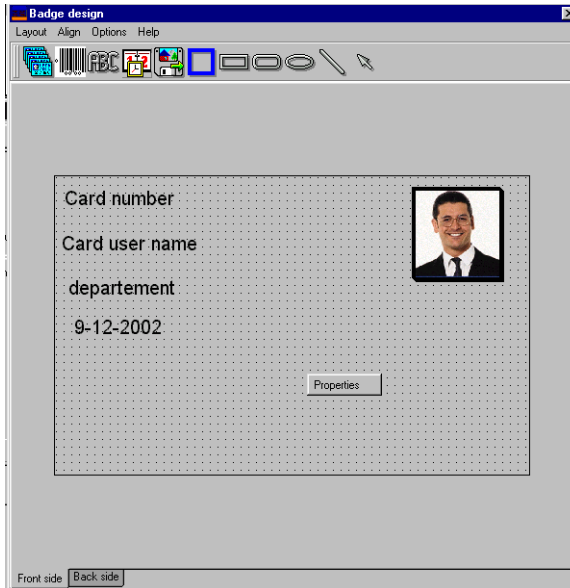 Badge design
Layout Align Options Help
ABC
Card number
Card user name
departement
9-12-2002
Properties
Front side Back side